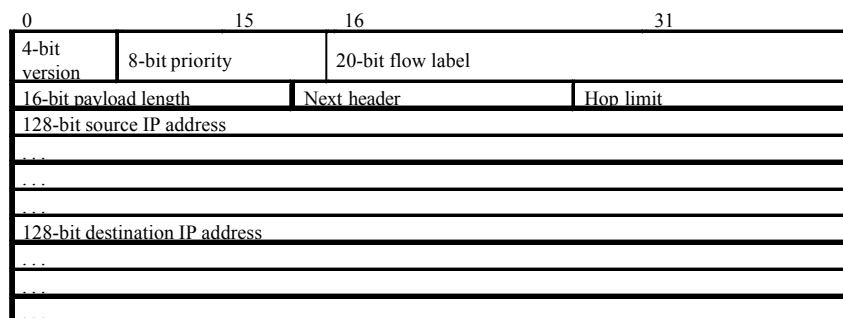 0 15 16 31
4-bit
version
8-bit priority
20-bit flow label
16-bit payload length Next header Hop limit
128-bit source IP address
. . .
. . .
. . .
128-bit destination IP address
. . .
. . .
. . .